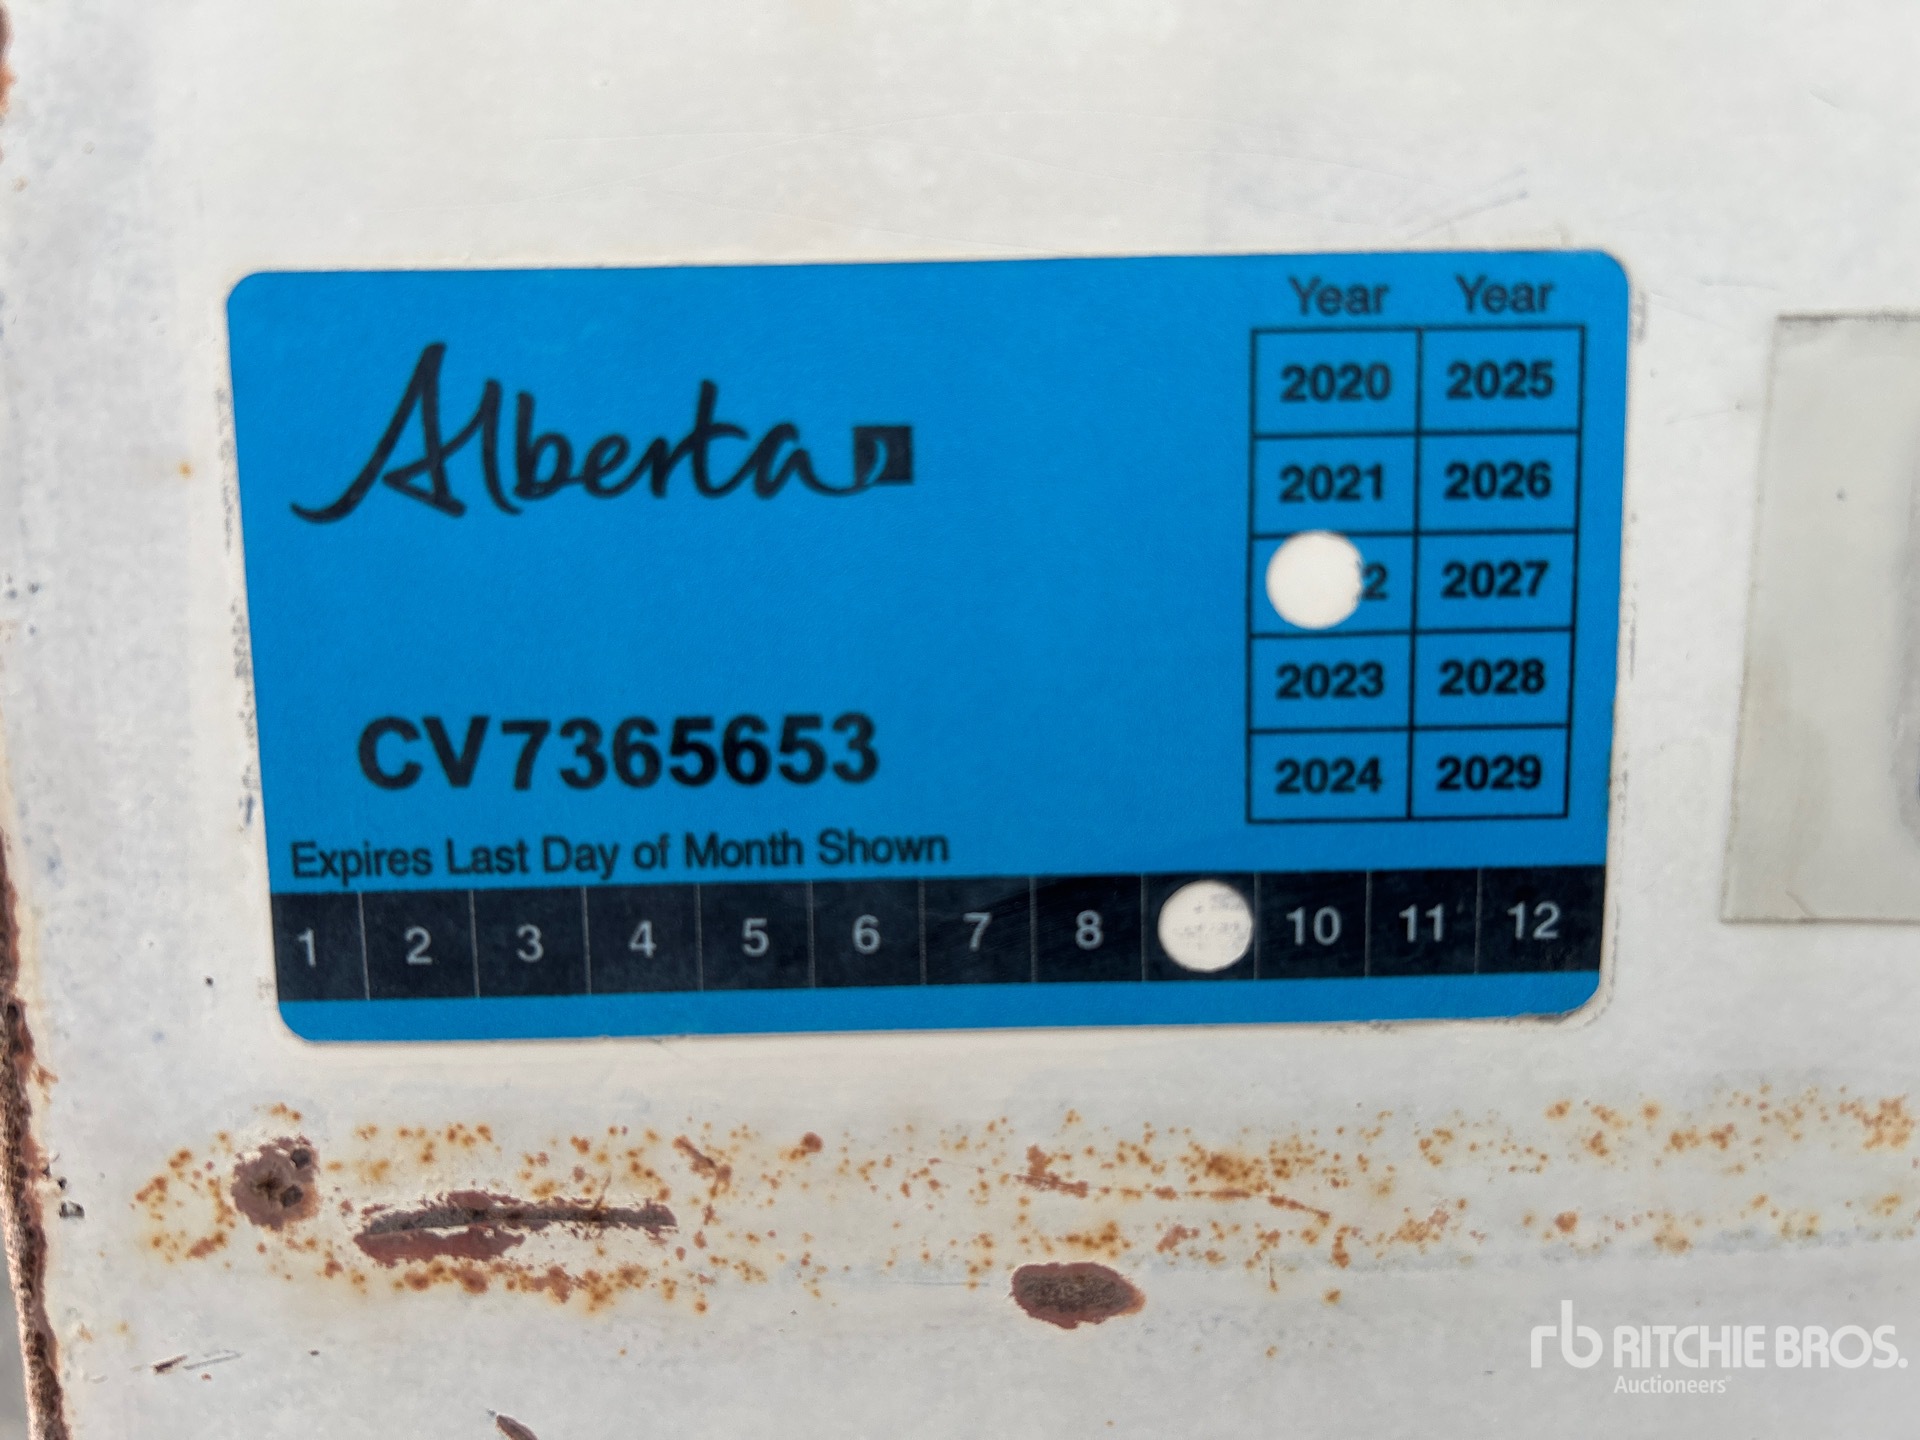 Alberta
Year Year
2020 2025
2021 2026
2 2027
2023 2028
2024 2029
CV7365653
Expires Last Day of Month Shown
1 2 3 4 5 6 7 8 10 11 12
rb RITCHIE BROS.
Auctioneers